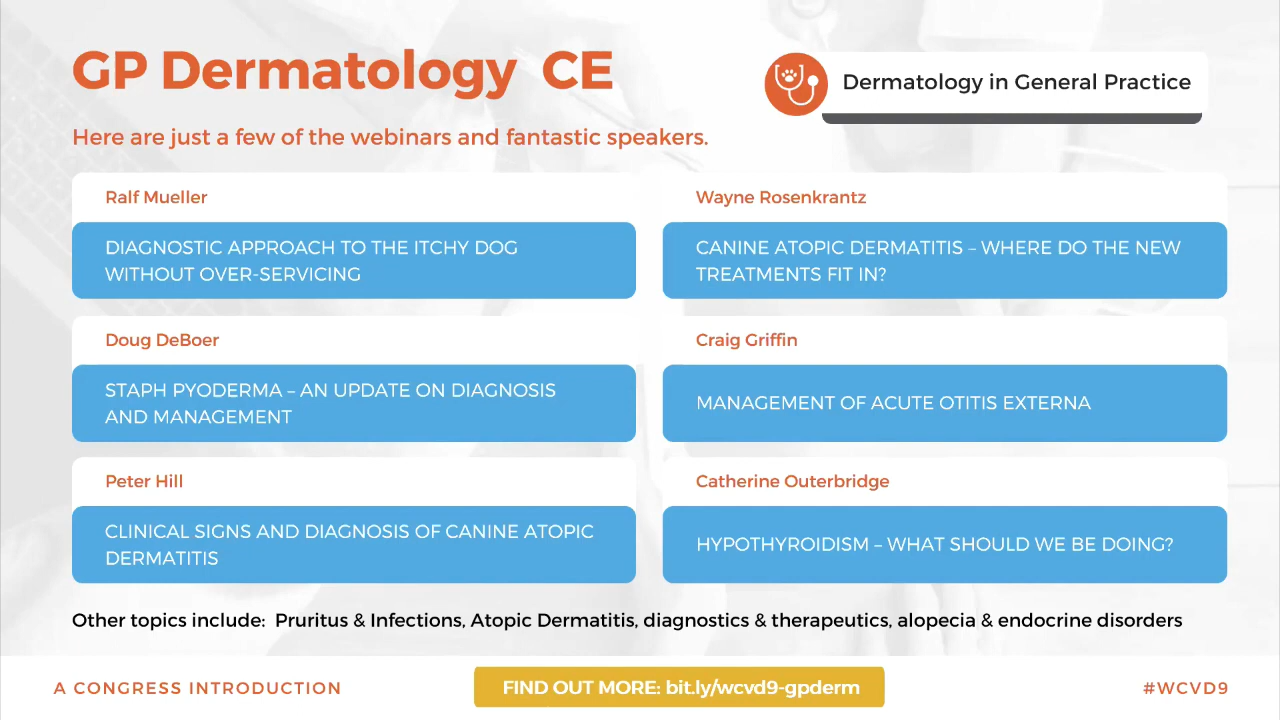 GP Dermatology CE
Dermatology in General Practice
Here are just a few of the webinars and fantastic speakers.
Ralf Mueller
DIAGNOSTIC APPROACH TO THE ITCHY DOG
WITHOUT OVER-SERVICING
Wayne Rosenkrantz
CANINE ATOPIC DERMATITIS – WHERE DO THE NEW
TREATMENTS FIT IN?
Doug DeBoer
STAPH PYODERMA – AN UPDATE ON DIAGNOSIS
AND MANAGEMENT
Craig Griffin
MANAGEMENT OF ACUTE OTITIS EXTERNA
Peter Hill
CLINICAL SIGNS AND DIAGNOSIS OF CANINE ATOPIC
DERMATITIS
Catherine Outerbridge
HYPOTHYROIDISM – WHAT SHOULD WE BE DOING?
Other topics include: Pruritus & Infections, Atopic Dermatitis, diagnostics & therapeutics, alopecia & endocrine disorders
A CONGRESS INTRODUCTION
FIND OUT MORE: bit.ly/wcvd9-gpderm
#WCVD9